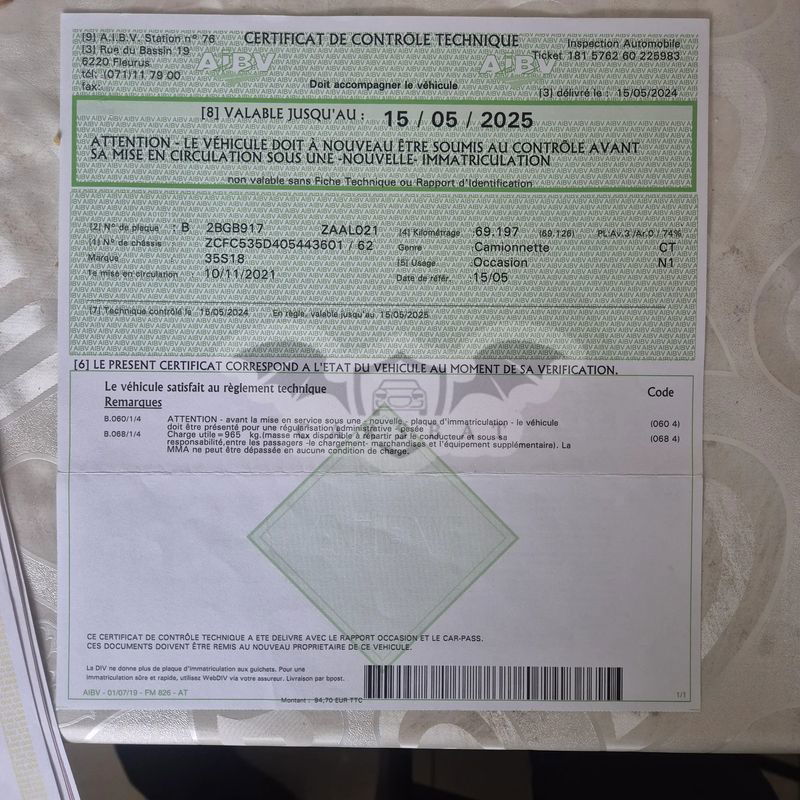 [9] A.I.B.V. Station n° 76
CERTIFICAT DE CONTRÔLE TECHNIQUE
Inspection Automobile
[3] Rue du Bassin 19
Ticket 181 5762 60 225983
6220 Fleurus
AIBV
AIBV
tél: (071)11 79 00
fax:
Doit accompagner le véhicule
[3] délivré le : 15/05/2024
[8] VALABLE JUSQU'AU : 15 / 05 / 2025
ATTENTION - LE VÉHICULE DOIT À NOUVEAU ÊTRE SOUMIS AU CONTRÔLE AVANT
SA MISE EN CIRCULATION SOUS UNE -NOUVELLE- IMMATRICULATION
non valable sans Fiche Technique ou Rapport d'Identification
[2] N° de plaque : B 2BGB917 ZAAL021
[4] Kilométrage 69.197 (69.126) PL:Av.3 /Ar.0 / 74%
[1] N° de châssis ZCFC535D405443601 / 62
Genre Camionnette CT
Marque 35S18
[5] Usage Occasion N1
1e mise en circulation 10/11/2021
Date de référ. 15/05
[7] Technique contrôlé le 15/05/2024 En règle, valable jusqu'au 15/05/2025
[6] LE PRESENT CERTIFICAT CORRESPOND A L'ETAT DU VEHICULE AU MOMENT DE SA VERIFICATION.
Le véhicule satisfait au règlement technique
Code
Remarques
B.060/1/4 ATTENTION - avant la mise en service sous une - nouvelle - plaque d'immatriculation - le véhicule (060 4)
doit être présenté pour une régularisation administrative -pesée
B.068/1/4 Charge utile = 965 kg.(masse max disponible à répartir par le conducteur et sous sa (068 4)
responsabilité,entre les passagers -le chargement- marchandises et l'équipement supplémentaire). La
MMA ne peut être dépassée en aucune condition de charge.
CE CERTIFICAT DE CONTRÔLE TECHNIQUE A ETE DELIVRE AVEC LE RAPPORT OCCASION ET LE CAR-PASS.
CES DOCUMENTS DOIVENT ÊTRE REMIS AU NOUVEAU PROPRIETAIRE DE CE VEHICULE.
La DIV ne donne plus de plaque d'immatriculation aux guichets. Pour une
immatriculation sûre et rapide, utilisez WebDIV via votre assureur. Livraison par bpost.
AIBV - 01/07/19 - FM 826 - AT
Montant : 94,70 EUR TTC
1/1